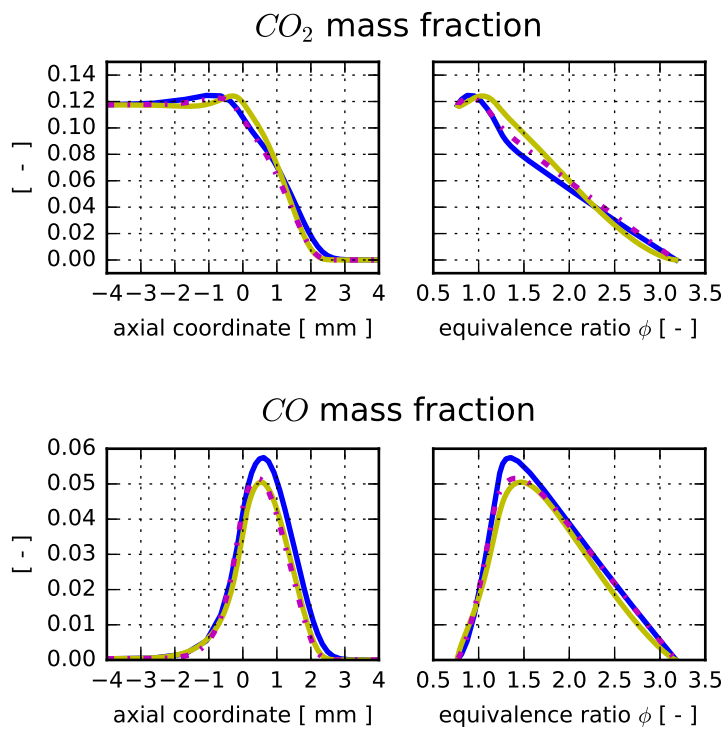 CO₂ mass fraction
0.14
0.12
0.10
0.08
0.06
0.04
0.02
0.00
[ - ]
−4 −3 −2 −1 0 1 2 3 4
axial coordinate [ mm ]
0.5 1.0 1.5 2.0 2.5 3.0 3.5
equivalence ratio ϕ [ - ]
CO mass fraction
0.06
0.05
0.04
0.03
0.02
0.01
0.00
[ - ]
−4 −3 −2 −1 0 1 2 3 4
axial coordinate [ mm ]
0.5 1.0 1.5 2.0 2.5 3.0 3.5
equivalence ratio ϕ [ - ]